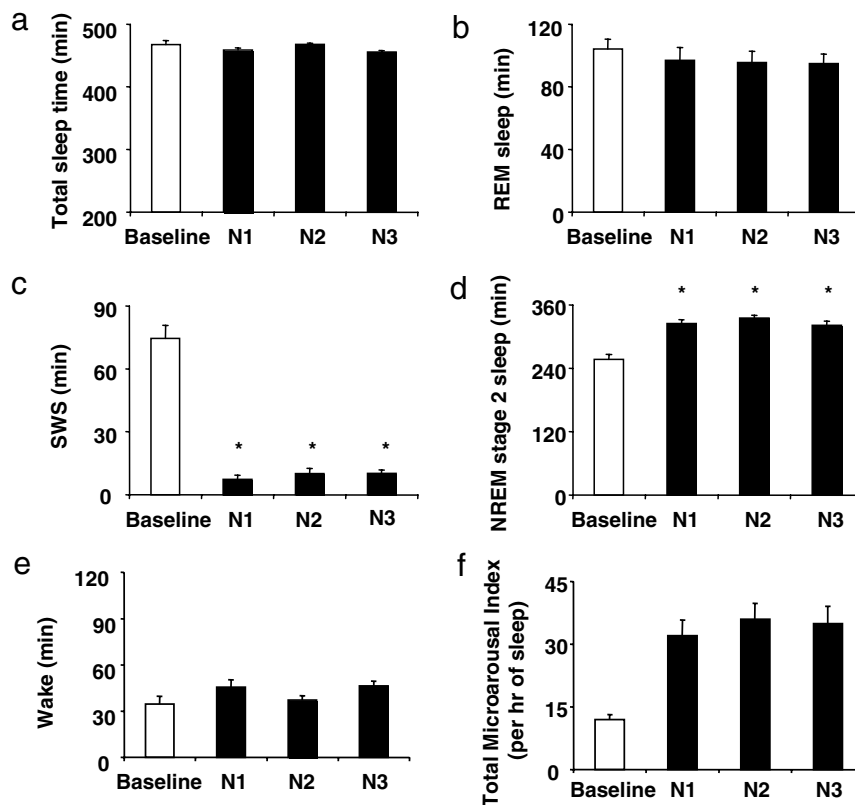 a
Total sleep time (min)
500
400
300
200
Baseline N1 N2 N3
b
REM sleep (min)
120
80
40
0
Baseline N1 N2 N3
c
SWS (min)
90
60
30
0
* * *
Baseline N1 N2 N3
d
NREM stage 2 sleep (min)
360
240
120
0
* * *
Baseline N1 N2 N3
e
Wake (min)
120
90
60
30
0
Baseline N1 N2 N3
f
Total Microarousal Index
(per hr of sleep)
45
30
15
0
Baseline N1 N2 N3